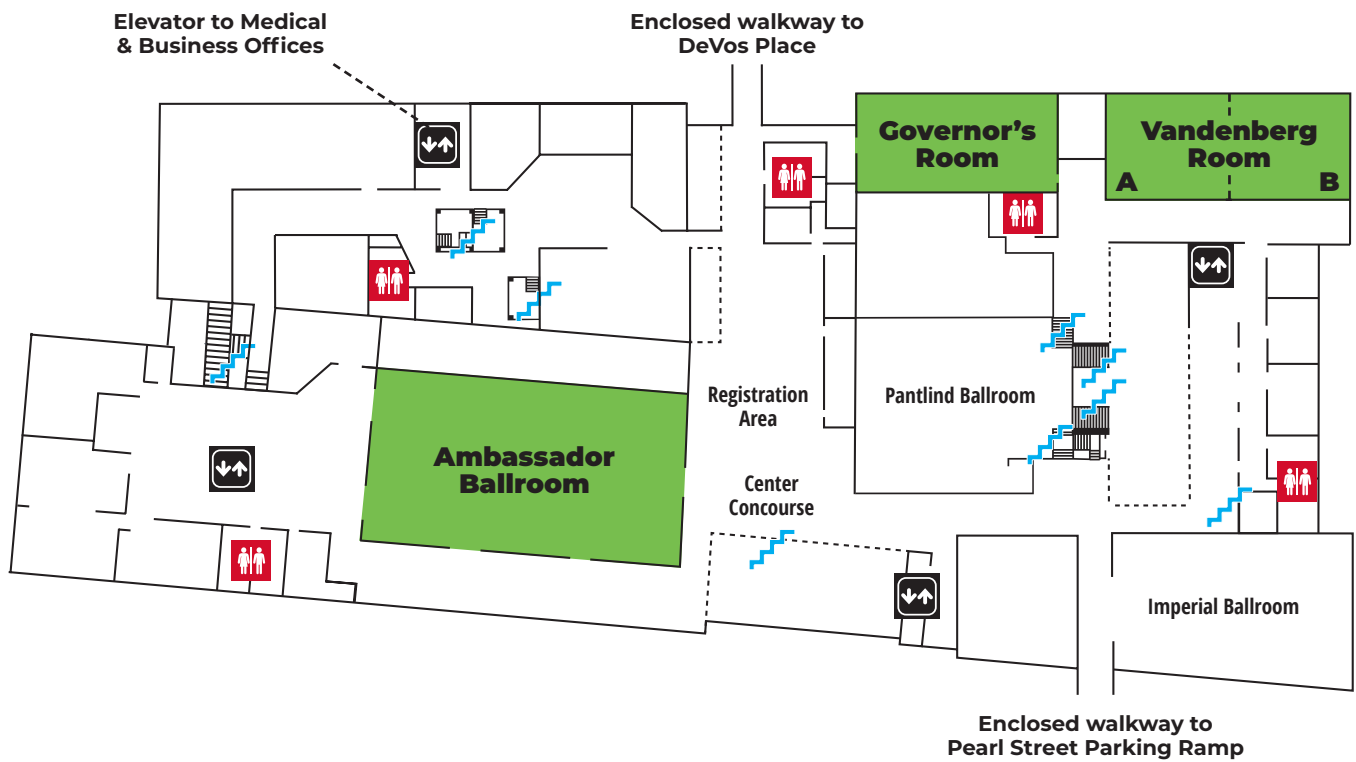 Elevator to Medical
& Business Offices
Enclosed walkway to
DeVos Place
Governor's
Room
Vandenberg
Room
A
B
Registration
Area
Pantlind Ballroom
Ambassador
Ballroom
Center
Concourse
Imperial Ballroom
Enclosed walkway to
Pearl Street Parking Ramp